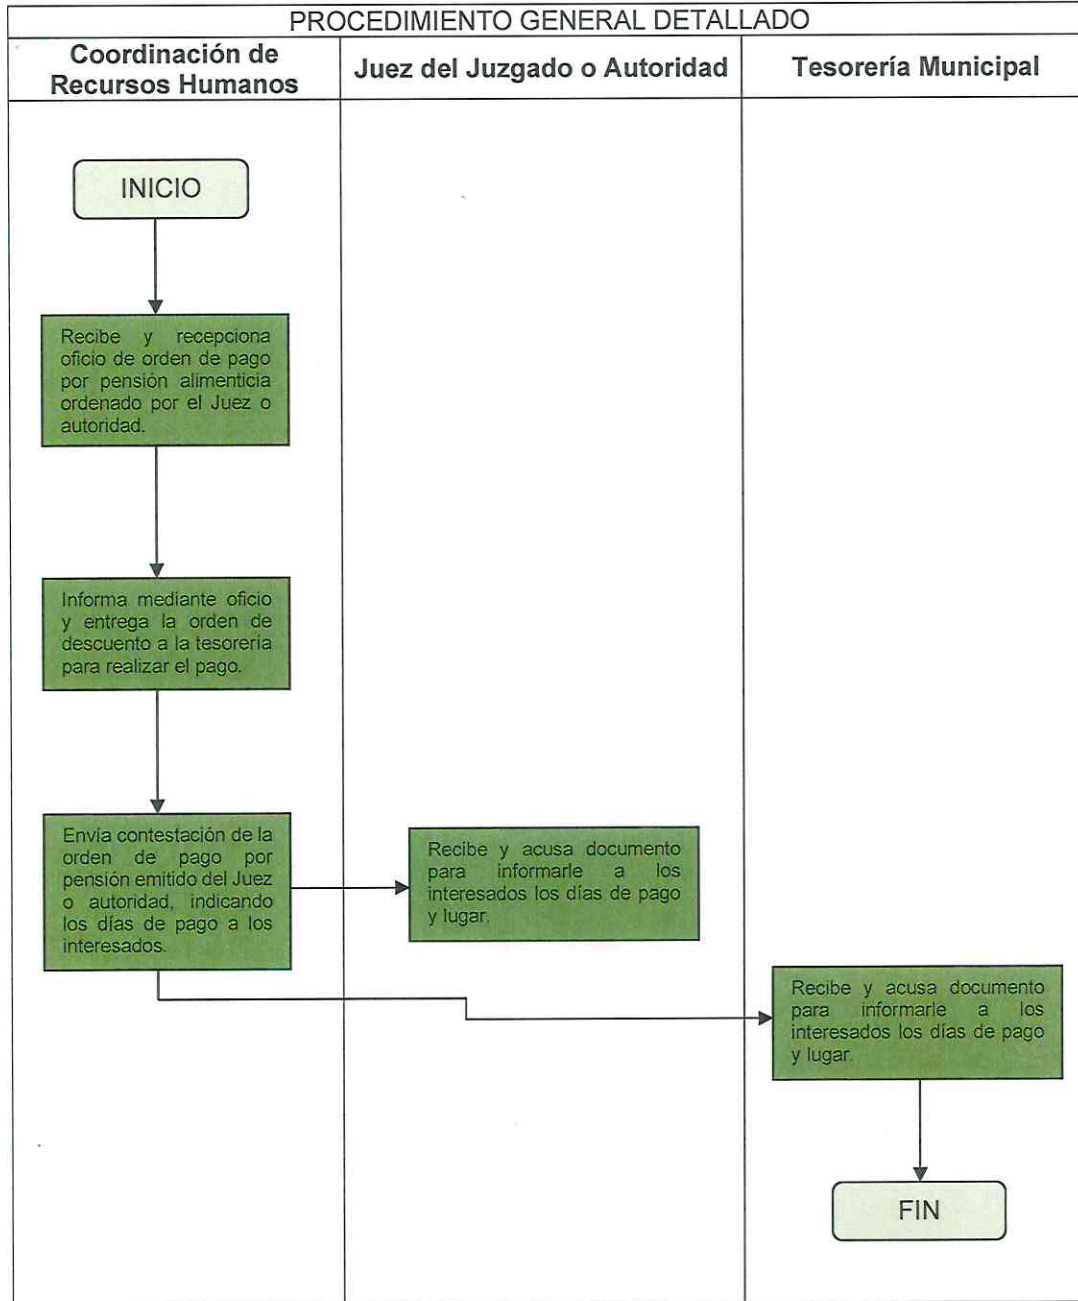 PROCEDIMIENTO GENERAL DETALLADO
Coordinación de
Recursos Humanos
Juez del Juzgado o Autoridad
Tesorería Municipal
INICIO
Recibe y recepciona
oficio de orden de pago
por pensión alimenticia
ordenado por el Juez o
autoridad.
Informa mediante oficio
y entrega la orden de
descuento a la tesorería
para realizar el pago.
Envía contestación de la
orden de pago por
pensión emitido del Juez
o autoridad, indicando
los días de pago a los
interesados.
Recibe y acusa documento
para informarle a los
interesados los días de pago
y lugar.
Recibe y acusa documento
para informarle a los
interesados los días de pago
y lugar.
FIN